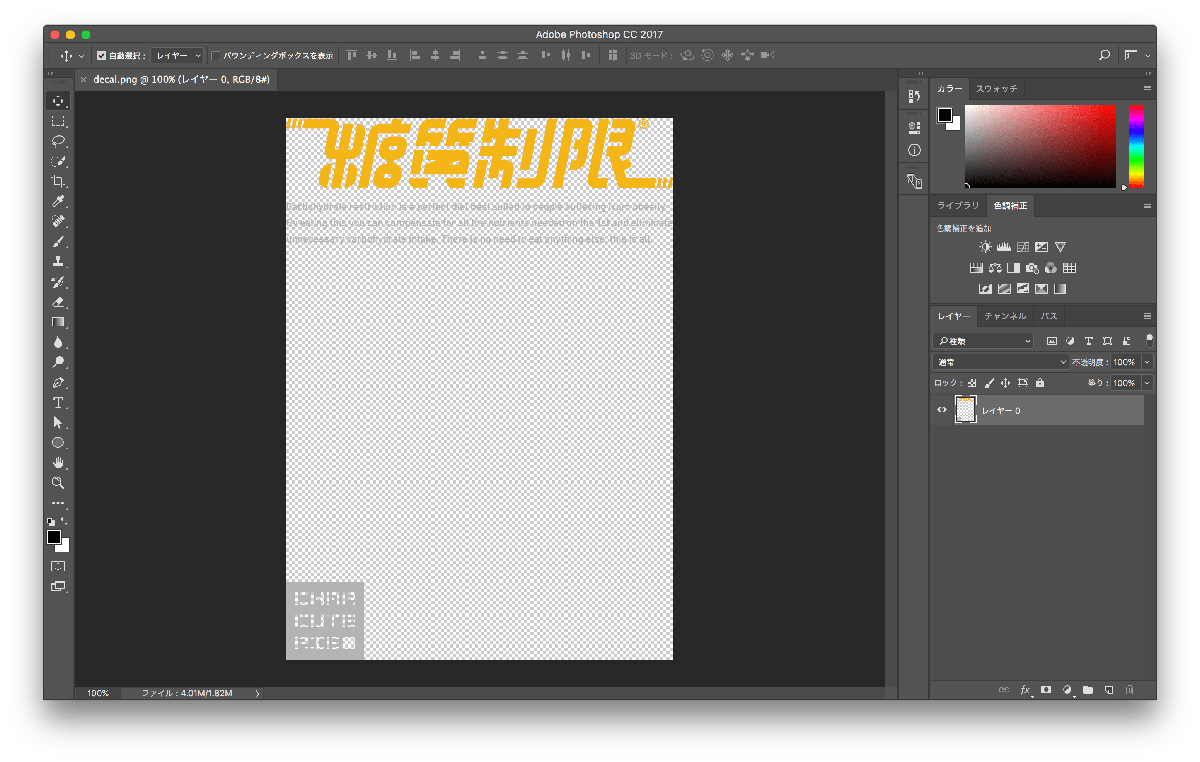 Adobe Photoshop CC 2017
自動選択： レイヤー バウンディングボックスを表示 3D モード：
× decal.png @ 100% (レイヤー 0, RGB/8#)
カラー スウォッチ
糖質制限®
Carbohydrate restriction is a perfect diet best suited to people suffering from obesity.
By eating this you can compensate for all the nutrients needed for life (s) and eliminate
unnecessary carbohydrate intake. There is no need to eat anything else, this is all.
ライブラリ 色調補正
色調補正を追加
レイヤー チャンネル パス
種類
通常 不透明度： 100%
ロック： 塗り： 100%
レイヤー 0
CHAR
CUTE
RIE
100% ファイル : 4.01M/1.82M
fx